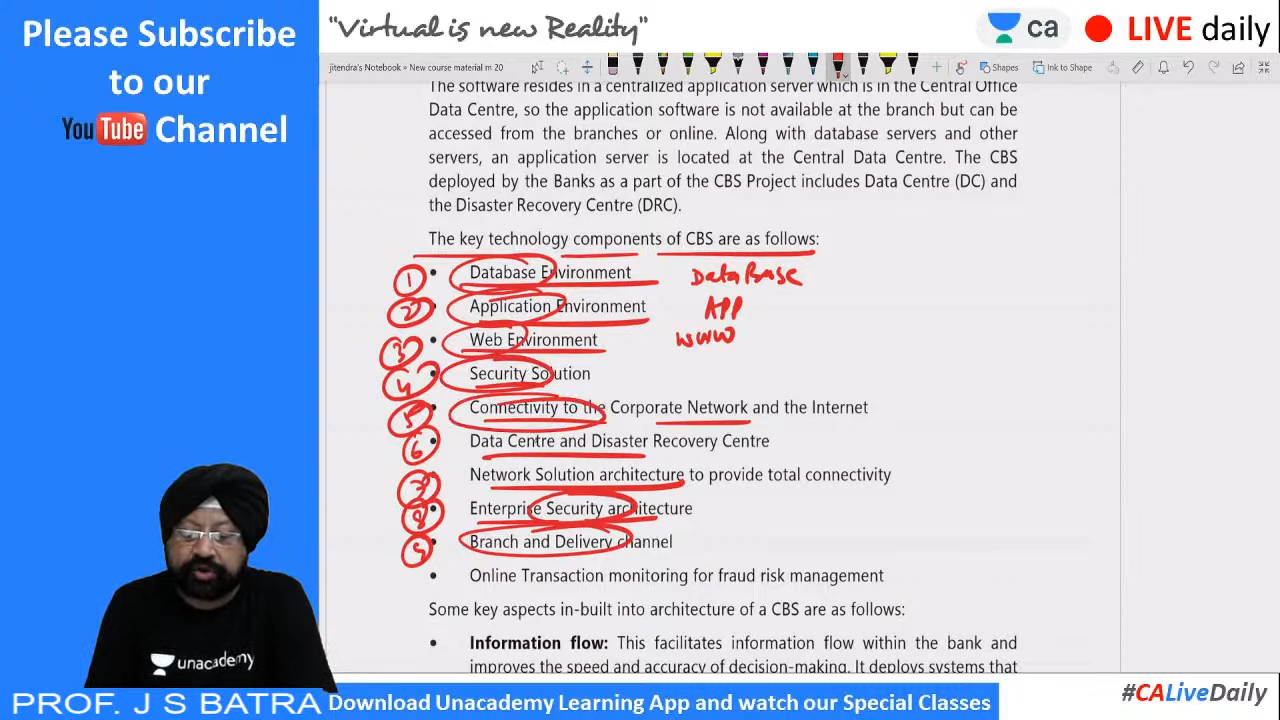 Please Subscribe
to our
YouTube Channel
"Virtual is new Reality"
ca
LIVE daily
jitendra's Notebook » New course material m 20
Shapes
Ink to Shape
The software resides in a centralized application server which is in the Central Office
Data Centre, so the application software is not available at the branch but can be
accessed from the branches or online. Along with database servers and other
servers, an application server is located at the Central Data Centre. The CBS
deployed by the Banks as a part of the CBS Project includes Data Centre (DC) and
the Disaster Recovery Centre (DRC).
The key technology components of CBS are as follows:
1 • Database Environment DataBase
2 • Application Environment APP
3 • Web Environment www
4 • Security Solution
5 • Connectivity to the Corporate Network and the Internet
6 • Data Centre and Disaster Recovery Centre
7 • Network Solution architecture to provide total connectivity
8 • Enterprise Security architecture
9 • Branch and Delivery channel
• Online Transaction monitoring for fraud risk management
Some key aspects in-built into architecture of a CBS are as follows:
• Information flow: This facilitates information flow within the bank and
improves the speed and accuracy of decision-making. It deploys systems that
unacademy
PROF. J S BATRA
Download Unacademy Learning App and watch our Special Classes
#CALiveDaily